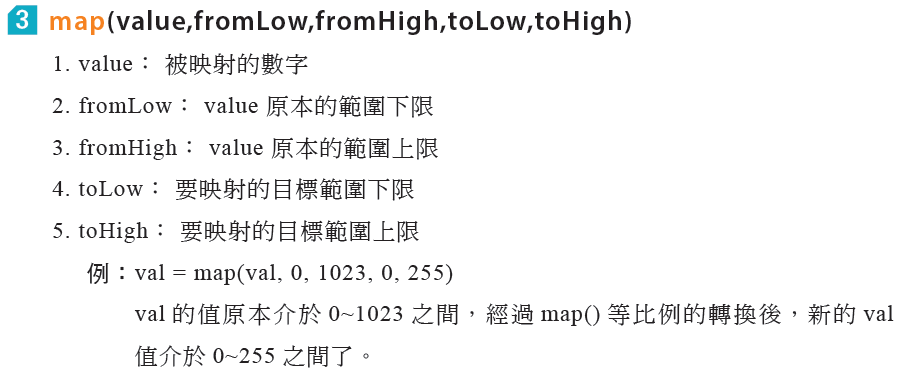 3 map(value,fromLow,fromHigh,toLow,toHigh)
1. value： 被映射的數字
2. fromLow： value 原本的範圍下限
3. fromHigh： value 原本的範圍上限
4. toLow： 要映射的目標範圍下限
5. toHigh： 要映射的目標範圍上限
例：val = map(val, 0, 1023, 0, 255)
val 的值原本介於 0~1023 之間，經過 map() 等比例的轉換後，新的 val
值介於 0~255 之間了。